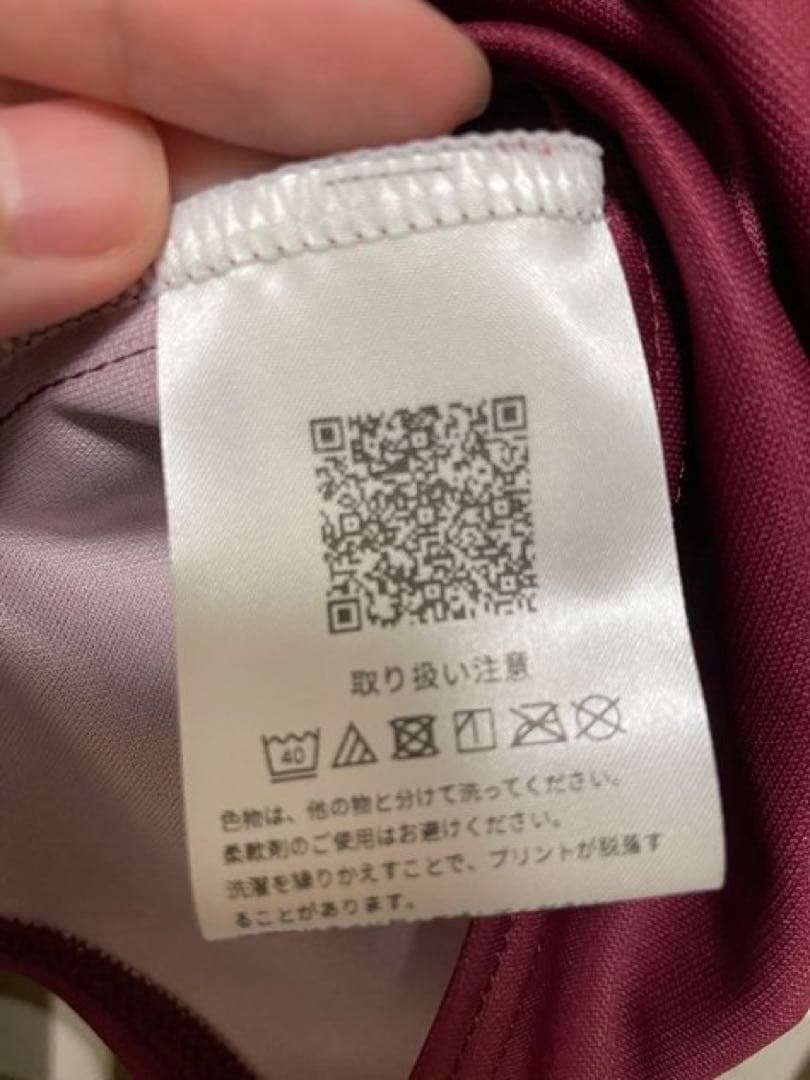 取り扱い注意
40
色物は、他の物と分けて洗ってください。
柔軟剤のご使用はお避けください。
洗濯を繰りかえすことで、プリントが脱落す
ることがあります。